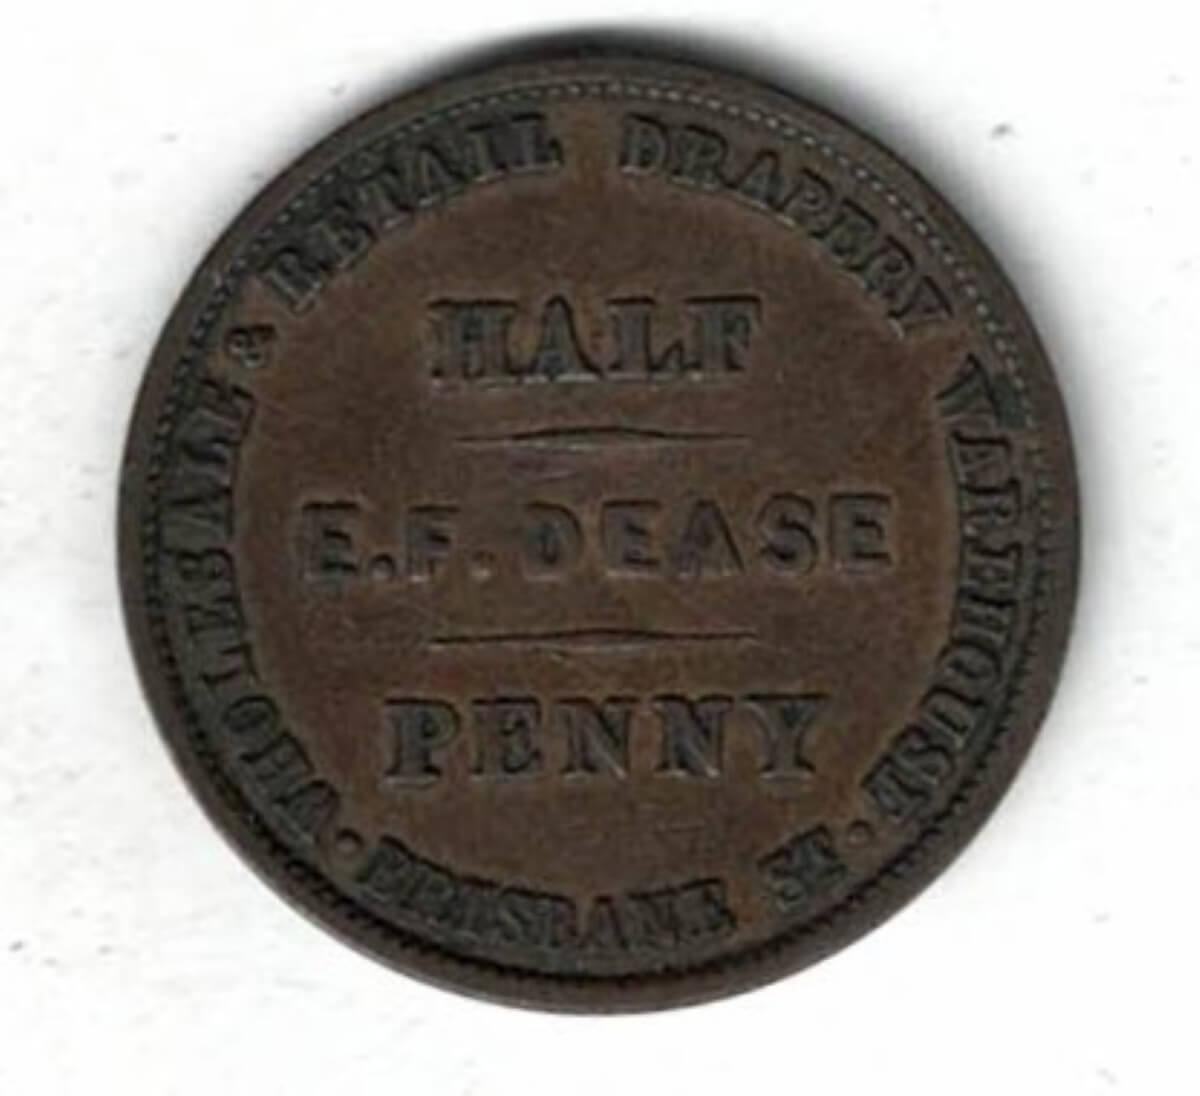 WHOLESALE & RETAIL DRAPERY WAREHOUSE
HALF
E.F. DEASE
PENNY
· BRISBANE ST ·